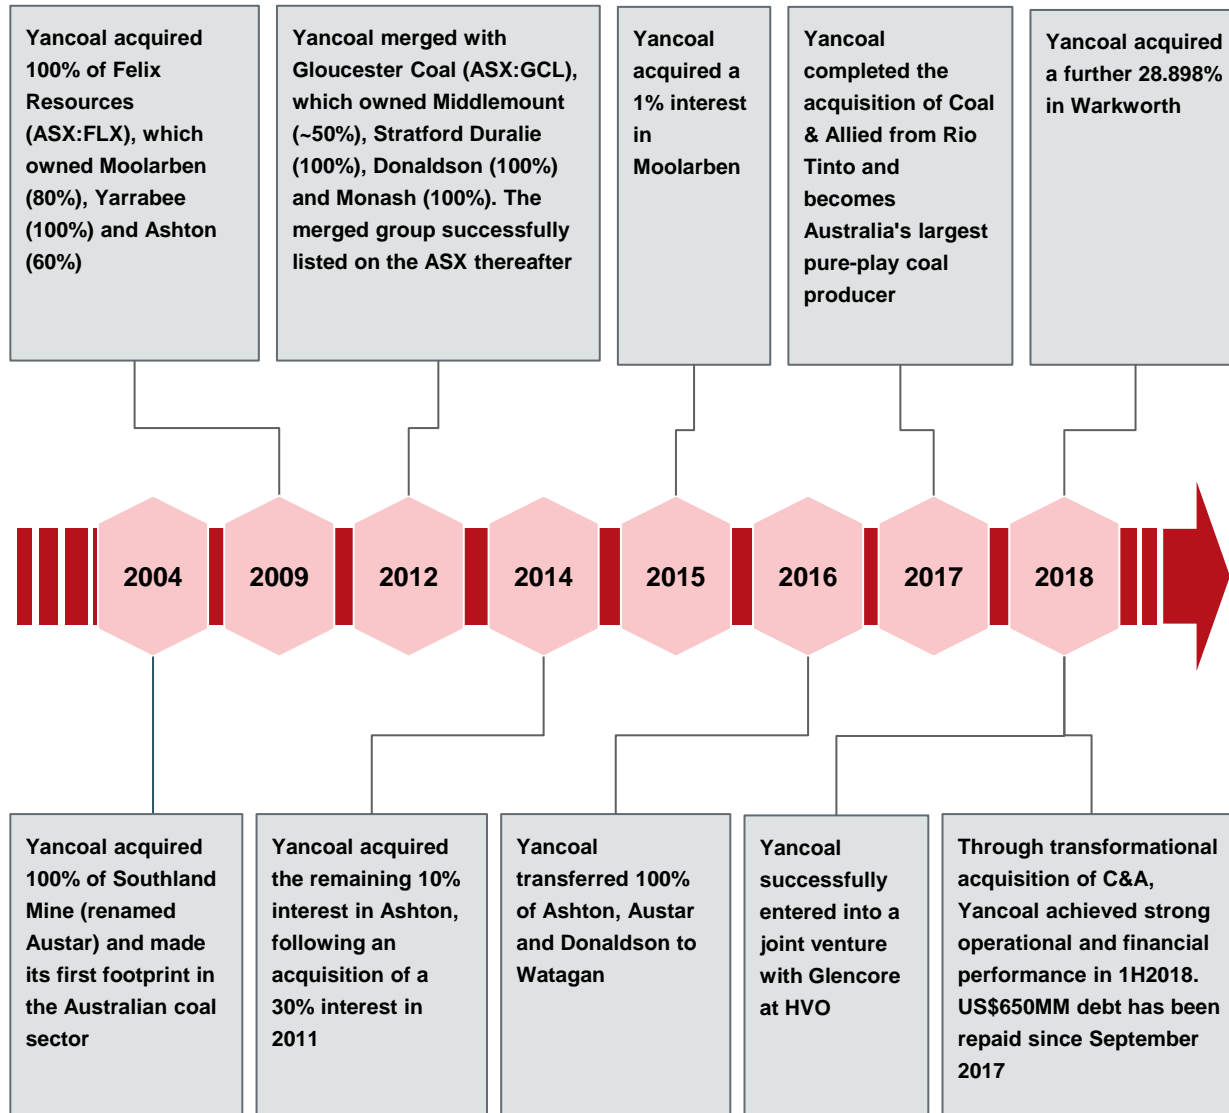 Yancoal acquired
100% of Felix
Resources
(ASX:FLX), which
owned Moolarben
(80%), Yarrabee
(100%) and Ashton
(60%)
Yancoal merged with
Gloucester Coal (ASX:GCL),
which owned Middlemount
(~50%), Stratford Duralie
(100%), Donaldson (100%)
and Monash (100%). The
merged group successfully
listed on the ASX thereafter
Yancoal
acquired a
1% interest
in
Moolarben
Yancoal
completed the
acquisition of Coal
& Allied from Rio
Tinto and
becomes
Australia's largest
pure-play coal
producer
Yancoal acquired
a further 28.898%
in Warkworth
2004
2009
2012
2014
2015
2016
2017
2018
Yancoal acquired
100% of Southland
Mine (renamed
Austar) and made
its first footprint in
the Australian coal
sector
Yancoal acquired
the remaining 10%
interest in Ashton,
following an
acquisition of a
30% interest in
2011
Yancoal
transferred 100%
of Ashton, Austar
and Donaldson to
Watagan
Yancoal
successfully
entered into a
joint venture
with Glencore
at HVO
Through transformational
acquisition of C&A,
Yancoal achieved strong
operational and financial
performance in 1H2018.
US$650MM debt has been
repaid since September
2017